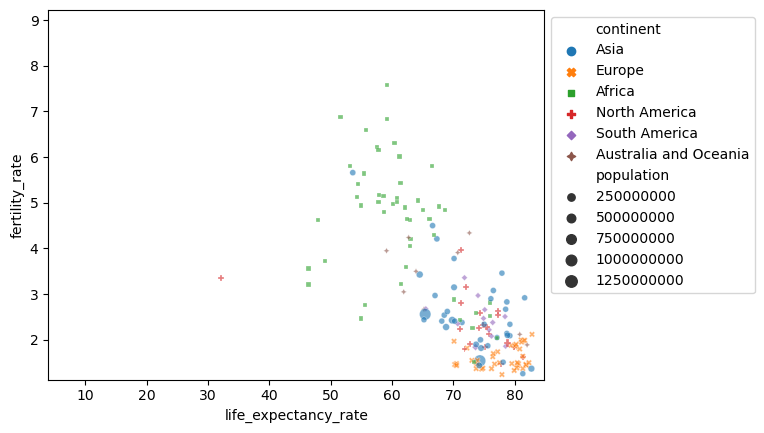 9
8
7
6
5
4
3
2
fertility_rate
10 20 30 40 50 60 70 80
life_expectancy_rate
continent
Asia
Europe
Africa
North America
South America
Australia and Oceania
population
250000000
500000000
750000000
1000000000
1250000000